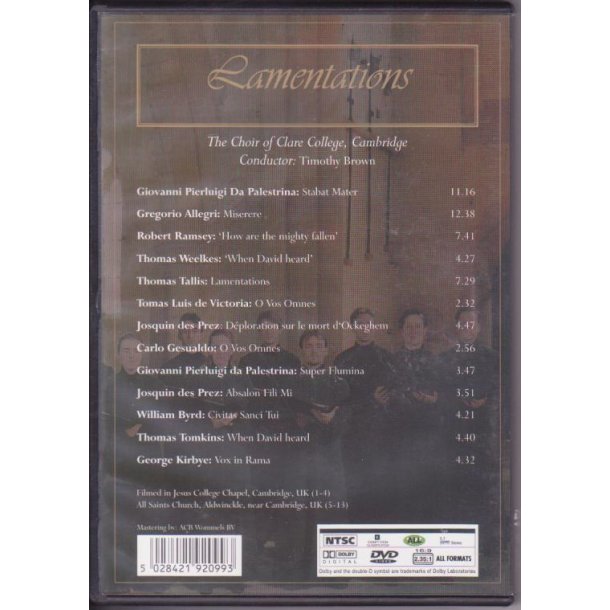 Lamentations
The Choir of Clare College, Cambridge
Conductor: Timothy Brown
Giovanni Pierluigi Da Palestrina: Stabat Mater 11.16
Gregorio Allegri: Miserere 12.38
Robert Ramsey: 'How are the mighty fallen' 7.41
Thomas Weelkes: 'When David heard' 4.27
Thomas Tallis: Lamentations 7.29
Tomas Luis de Victoria: O Vos Omnes 2.32
Josquin des Prez: Déploration sur le mort d'Ockeghem 4.47
Carlo Gesualdo: O Vos Omnes 2.56
Giovanni Pierluigi da Palestrina: Super Flumina 3.47
Josquin des Prez: Absalon Fili Mi 3.51
William Byrd: Civitas Sancti Tui 4.21
Thomas Tomkins: When David heard 4.40
George Kirbye: Vox in Rama 4.32
Filmed in Jesus College Chapel, Cambridge, UK (1-4)
All Saints Church, Aldwinckle, near Cambridge, UK (5-13)
Mastering by: ACB Wommels BV
5 028421 920993
NTSC E ALL
DOLBY DIGITAL DVD 16:9 2.35:1 ALL FORMATS
Dolby and the double-D symbol are trademarks of Dolby Laboratories